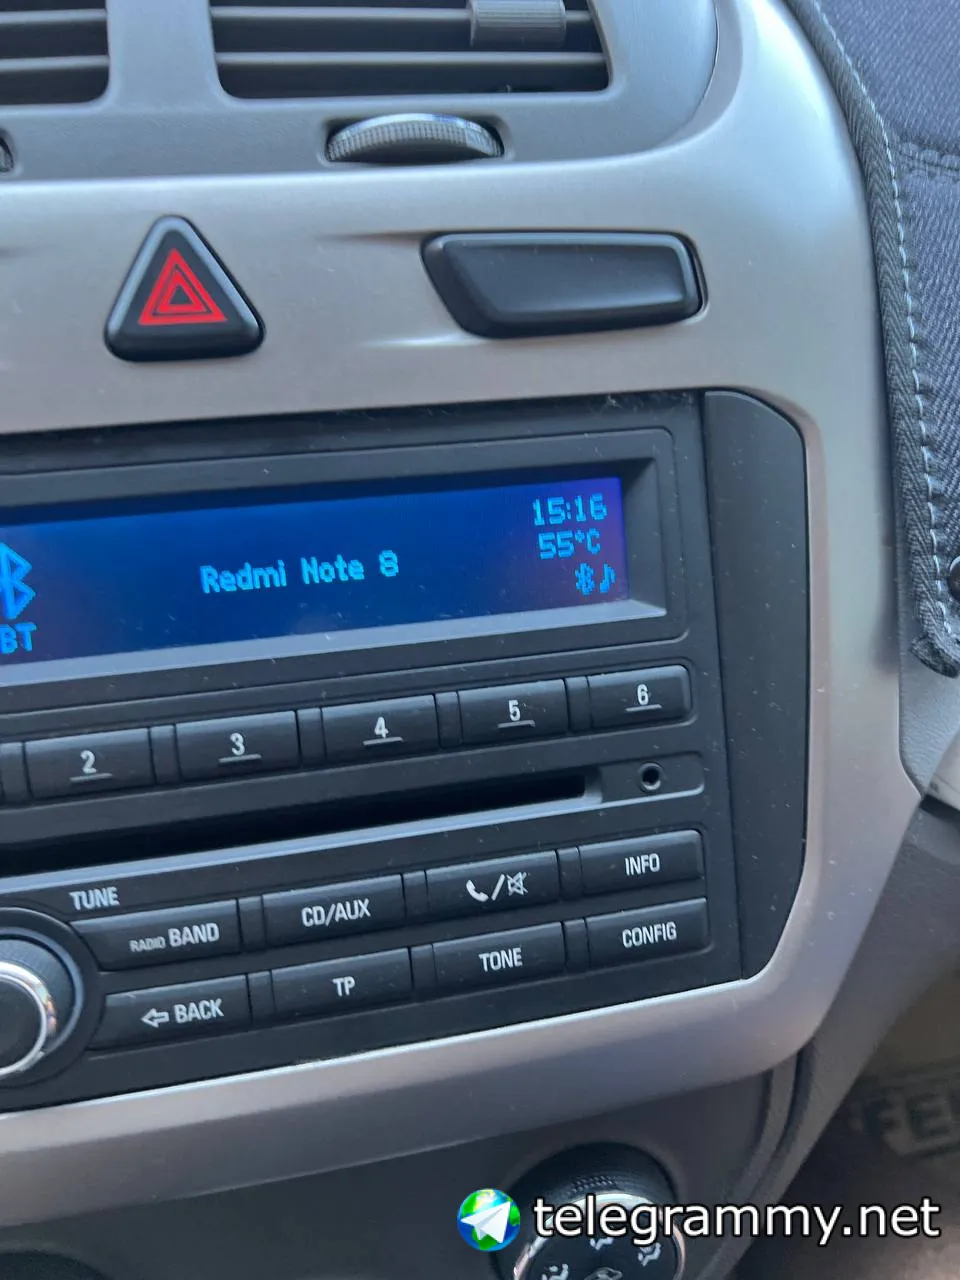 15:16
55°C
Redmi Note 8
BT
2 3 4 5 6
TUNE
RADIO BAND CD/AUX INFO
BACK TP TONE CONFIG
telegrammy.net